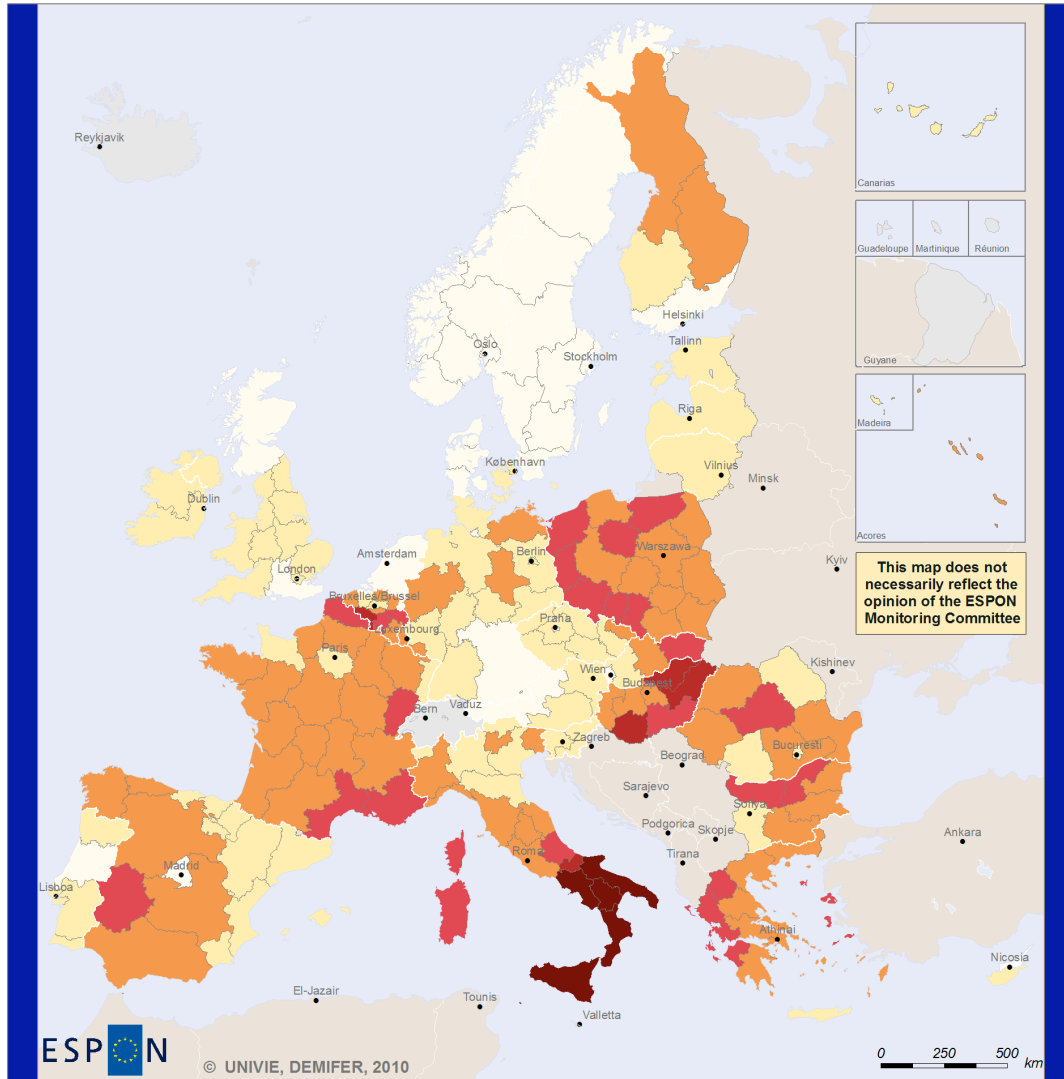 Reykjavik
Canarias
Guadeloupe
Martinique
Réunion
Guyane
Madeira
Acores
Oslo
Helsinki
Tallinn
Stockholm
Riga
København
Vilnius
Minsk
Dublin
Amsterdam
Berlin
Warszawa
London
Kyiv
Bruxelles/Brussel
This map does not
necessarily reflect the
opinion of the ESPON
Monitoring Committee
Luxembourg
Praha
Paris
Wien
Kishinev
Budapest
Bern
Vaduz
Zagreb
Bucuresti
Beograd
Sarajevo
Sofiya
Podgorica
Skopje
Ankara
Roma
Tirana
Madrid
Lisboa
Athinai
Nicosia
El-Jazair
Tounis
Valletta
ESPON
© UNIVIE, DEMIFER, 2010
0 250 500
km